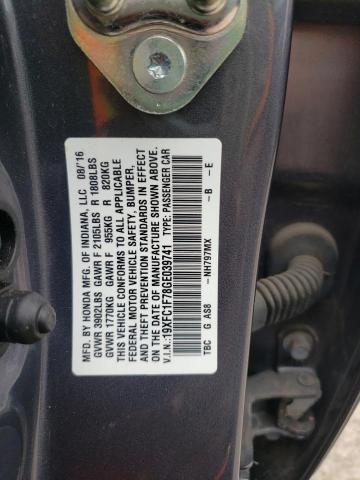 MFD. BY HONDA MFG. OF INDIANA, LLC 08/16
GVWR 3902LBS GAWR F 2105LBS R 1808LBS
GVWR 1770KG GAWR F 955KG R 820KG
THIS VEHICLE CONFORMS TO ALL APPLICABLE
FEDERAL MOTOR VEHICLE SAFETY, BUMPER,
AND THEFT PREVENTION STANDARDS IN EFFECT
ON THE DATE OF MANUFACTURE SHOWN ABOVE.
V.I.N.:19XFC1F78GE039741 TYPE: PASSENGER CAR
NH797MX -B -E
TBC G AS8